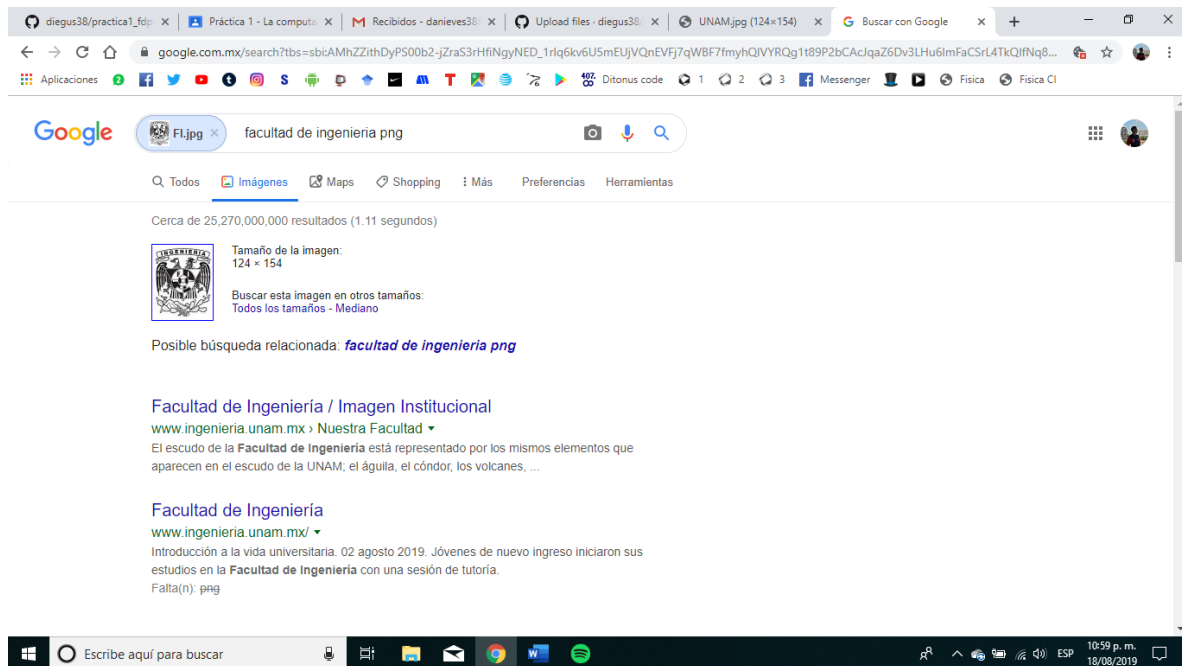 diegus38/practica1_fdp
Práctica 1 - La computa
Recibidos - danieves38
Upload files · diegus38/
UNAM.jpg (124×154)
Buscar con Google
google.com.mx/search?tbs=sbi:AMhZZithDyPS00b2-jZraS3rHfiNgyNED_1rIq6kv6U5mEUjVQnEVFj7qWBF7fmyhQlVYRQg1t89P2bCAcJqaZ6Dv3LHu6lmFaCSrL4TkQIfNq8...
Aplicaciones
Ditonus code
1
2
3
Messenger
Fisica
Fisica Cl
Google
FI.jpg
facultad de ingenieria png
Todos
Imágenes
Maps
Shopping
Más
Preferencias
Herramientas
Cerca de 25,270,000,000 resultados (1.11 segundos)
INGENIERIA
Tamaño de la imagen:
124 × 154
Buscar esta imagen en otros tamaños:
Todos los tamaños - Mediano
Posible búsqueda relacionada: facultad de ingenieria png
Facultad de Ingeniería / Imagen Institucional
www.ingenieria.unam.mx › Nuestra Facultad
El escudo de la Facultad de Ingeniería está representado por los mismos elementos que
aparecen en el escudo de la UNAM; el águila, el cóndor, los volcanes, ...
Facultad de Ingeniería
www.ingenieria.unam.mx/
Introducción a la vida universitaria. 02 agosto 2019. Jóvenes de nuevo ingreso iniciaron sus
estudios en la Facultad de Ingeniería con una sesión de tutoría.
Falta(n): png
Escribe aquí para buscar
ESP
10:59 p. m.
18/08/2019